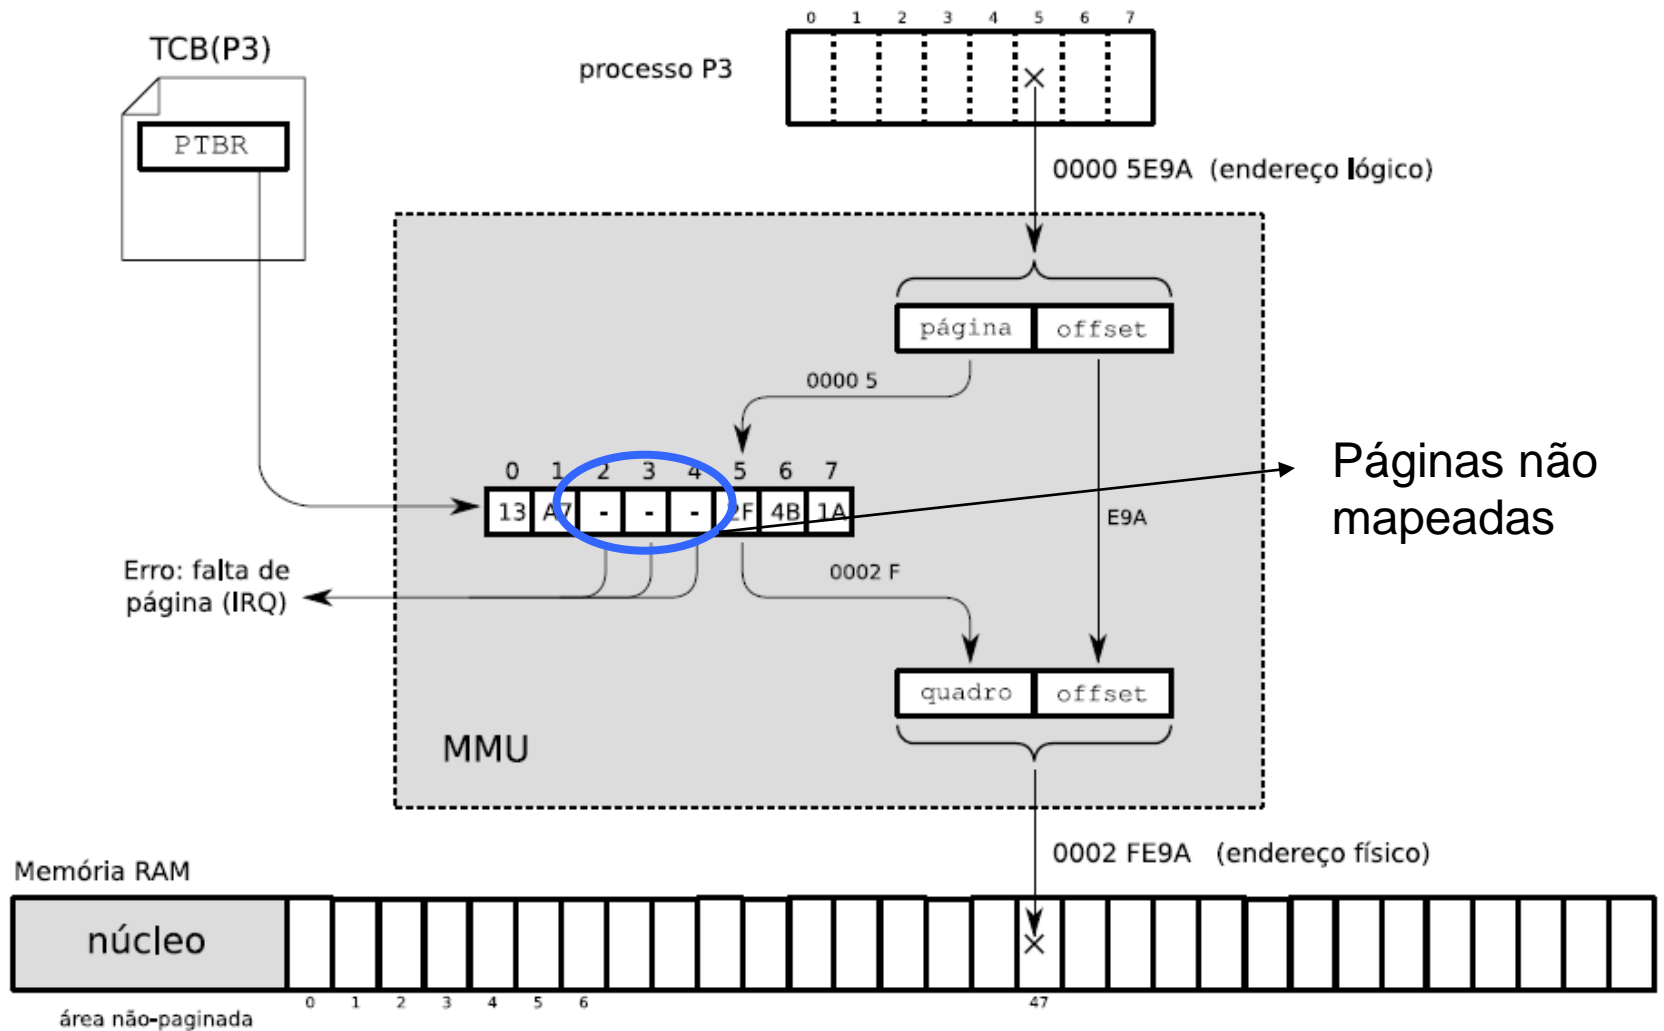 0 1 2 3 4 5 6 7
TCB(P3)
processo P3
PTBR
0000 5E9A (endereço lógico)
página offset
0000 5
0 1 2 3 4 5 6 7
13 A7 - - - 2F 4B 1A
E9A
Páginas não
mapeadas
Erro: falta de
página (IRQ)
0002 F
quadro offset
MMU
0002 FE9A (endereço físico)
Memória RAM
núcleo
0 1 2 3 4 5 6 47
área não-paginada